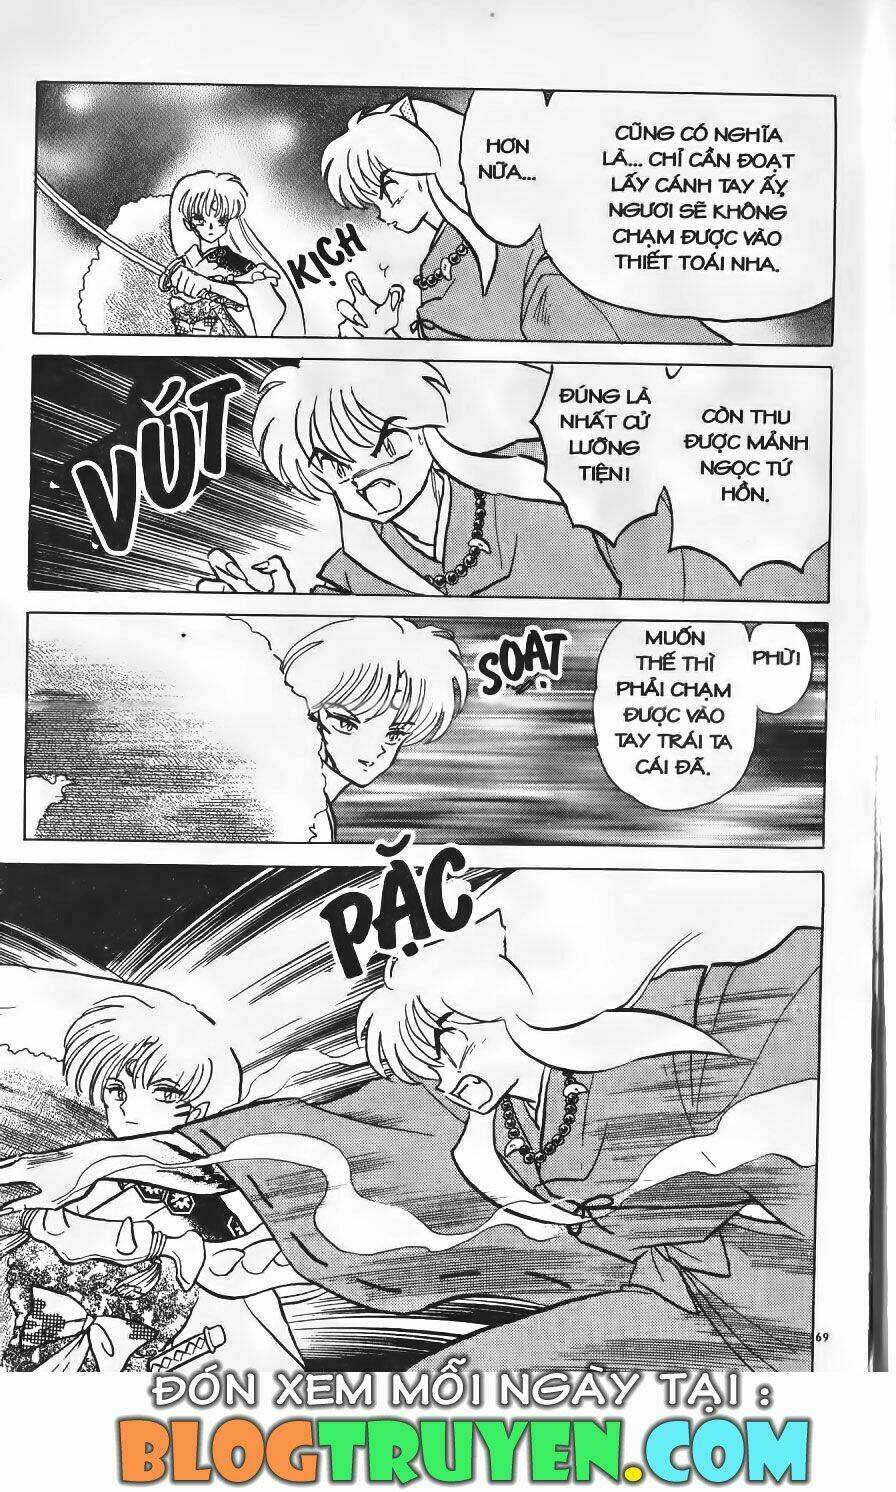 HƠN
NỮA...
CŨNG CÓ NGHĨA
LÀ... CHỈ CẦN ĐOẠT
LẤY CÁNH TAY ẤY,
NGƯƠI SẼ KHÔNG
CHẠM ĐƯỢC VÀO
THIẾT TOÁI NHA.
KỊCH
VÚT
ĐÚNG LÀ
NHẤT CỬ
LƯỠNG
TIỆN!
CÒN THU
ĐƯỢC MẢNH
NGỌC TỨ
HỒN.
SOẠT
MUỐN
THẾ THÌ
PHẢI CHẠM
ĐƯỢC VÀO
TAY TRÁI TA
CÁI ĐÃ.
PHỪ!
PẶC
69
ĐÓN XEM MỖI NGÀY TẠI :
BLOGTRUYEN.COM